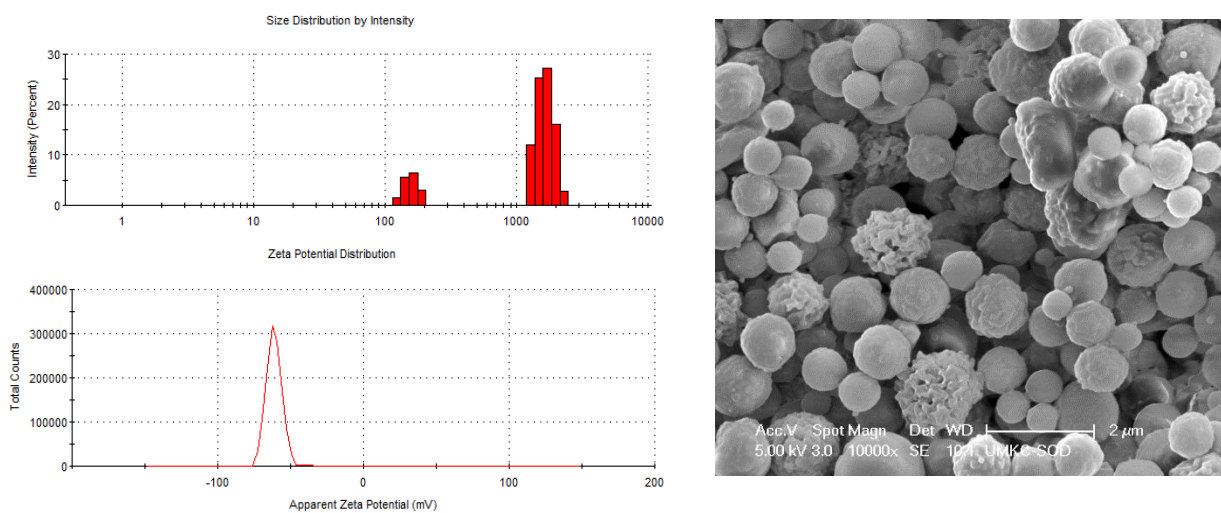 Size Distribution by Intensity
Intensity (Percent)
30
20
10
0
1 10 100 1000 10000
Zeta Potential Distribution
Total Counts
400000
300000
200000
100000
0
-100 0 100 200
Apparent Zeta Potential (mV)
Acc.V Spot Magn Det WD 2 μm
5.00 kV 3.0 10000x SE 10.1 UMKC-SOD